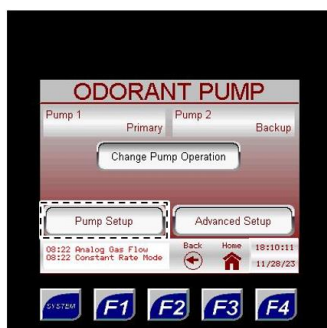 ODORANT PUMP
Pump 1 Pump 2
Primary Backup
Change Pump Operation
Pump Setup Advanced Setup
08:22 Analog Gas Flow Back Home 18:10:11
08:22 Constant Rate Mode 11/28/23
SYSTEM F1 F2 F3 F4